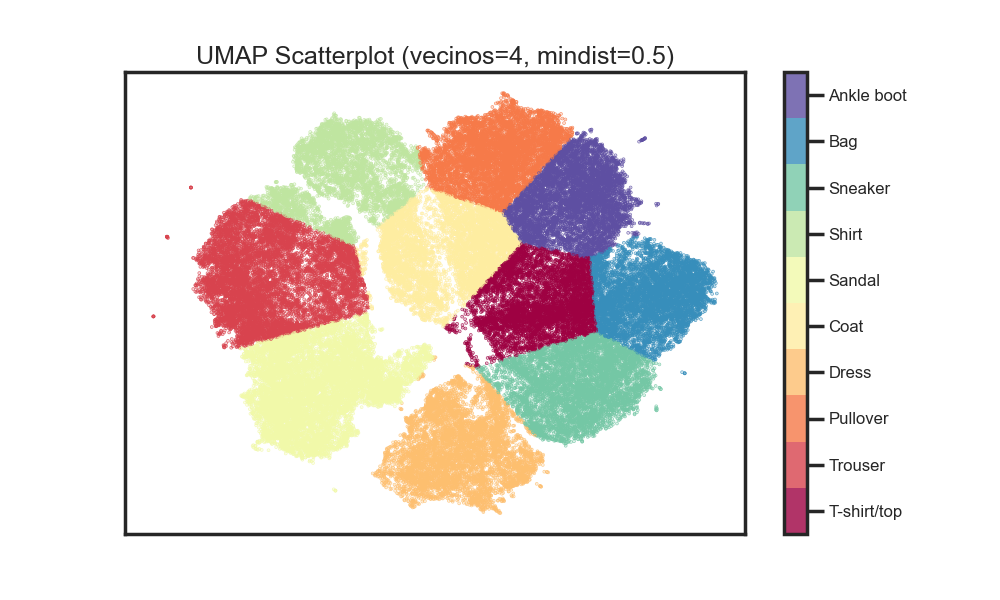 UMAP Scatterplot (vecinos=4, mindist=0.5)
Ankle boot
Bag
Sneaker
Shirt
Sandal
Coat
Dress
Pullover
Trouser
T-shirt/top